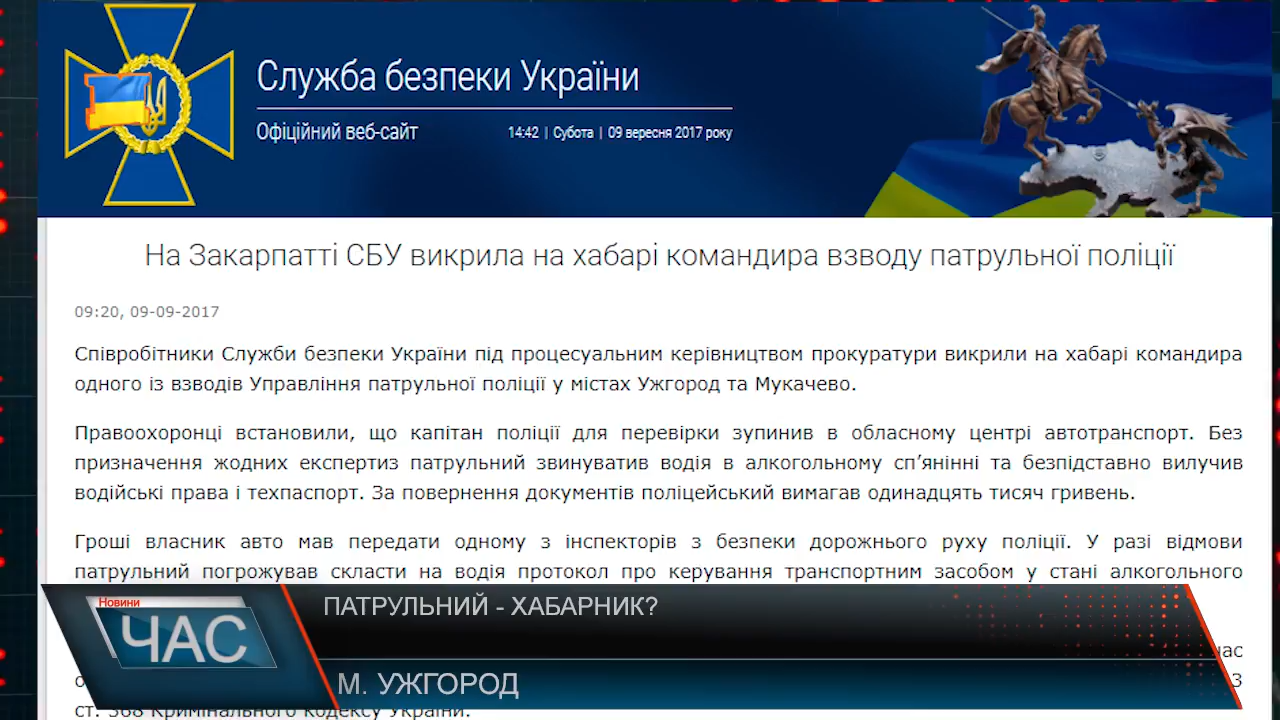 Служба безпеки України
Офіційний веб-сайт
14:42 | Субота | 09 вересня 2017 року
На Закарпатті СБУ викрила на хабарі командира взводу патрульної поліції
09:20, 09-09-2017
Співробітники Служби безпеки України під процесуальним керівництвом прокуратури викрили на хабарі командира
одного із взводів Управління патрульної поліції у містах Ужгород та Мукачево.
Правоохоронці встановили, що капітан поліції для перевірки зупинив в обласному центрі автотранспорт. Без
призначення жодних експертиз патрульний звинуватив водія в алкогольному сп’янінні та безпідставно вилучив
водійські права і техпаспорт. За повернення документів поліцейський вимагав одинадцять тисяч гривень.
Гроші власник авто мав передати одному з інспекторів з безпеки дорожнього руху поліції. У разі відмови
патрульний погрожував скласти на водія протокол про керування транспортним засобом у стані алкогольного
Новини
ЧАС
ПАТРУЛЬНИЙ - ХАБАРНИК?
М. УЖГОРОД
ст. 368 Кримінального кодексу України.